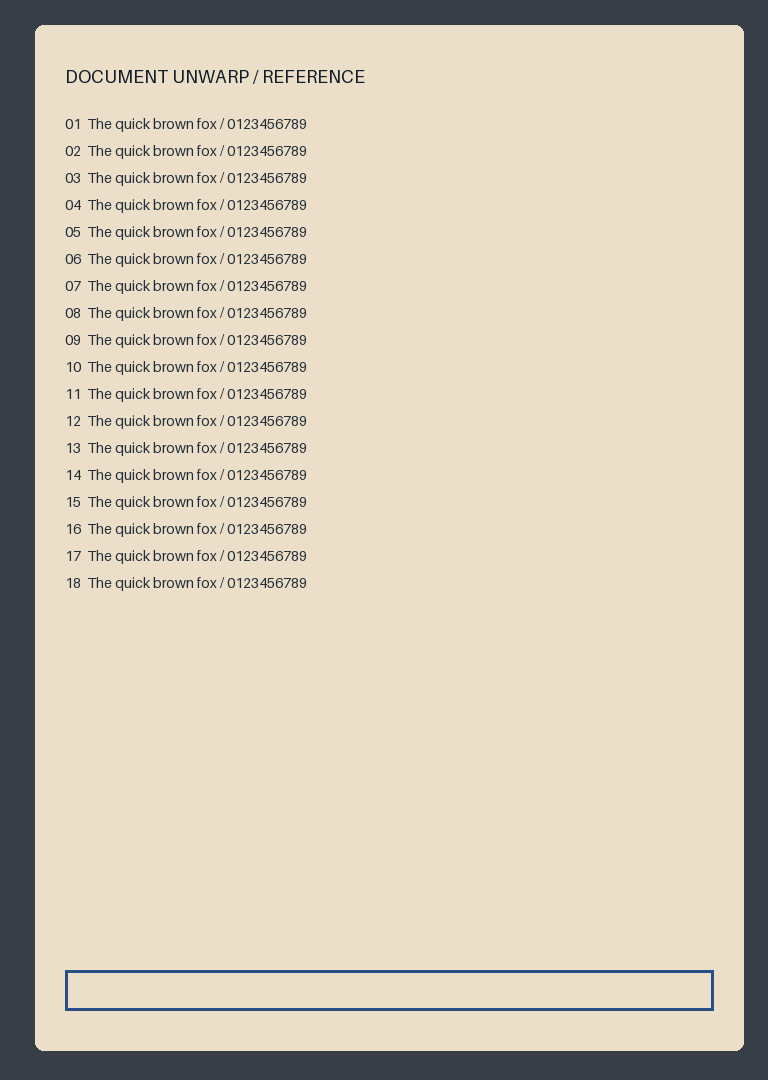 DOCUMENT UNWARP / REFERENCE
01 The quick brown fox / 0123456789
02 The quick brown fox / 0123456789
03 The quick brown fox / 0123456789
04 The quick brown fox / 0123456789
05 The quick brown fox / 0123456789
06 The quick brown fox / 0123456789
07 The quick brown fox / 0123456789
08 The quick brown fox / 0123456789
09 The quick brown fox / 0123456789
10 The quick brown fox / 0123456789
11 The quick brown fox / 0123456789
12 The quick brown fox / 0123456789
13 The quick brown fox / 0123456789
14 The quick brown fox / 0123456789
15 The quick brown fox / 0123456789
16 The quick brown fox / 0123456789
17 The quick brown fox / 0123456789
18 The quick brown fox / 0123456789